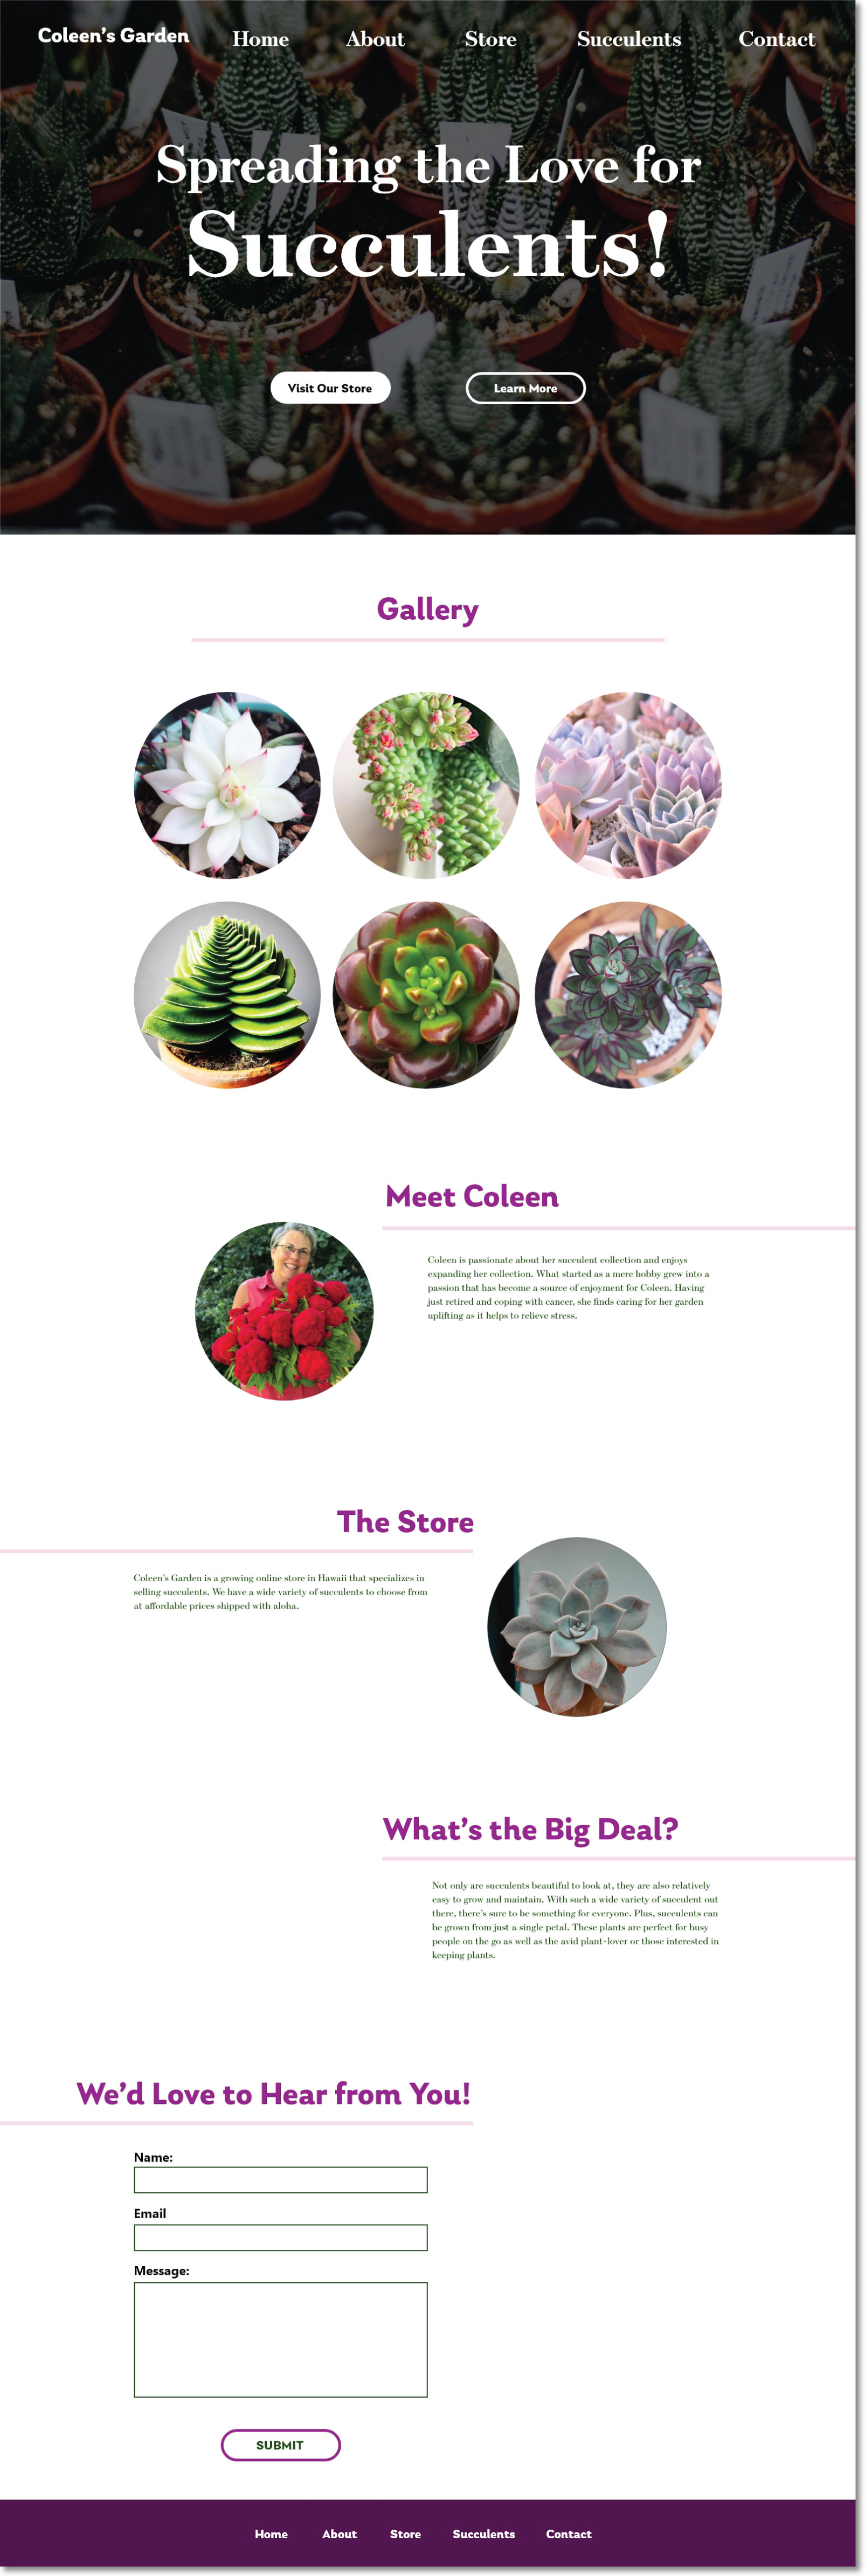 Coleen's Garden Home About Store Succulents Contact
Spreading the Love for
Succulents!
Visit Our Store Learn More
Gallery
Meet Coleen
Coleen is passionate about her succulent collection and enjoys
expanding her collection. What started as a mere hobby grew into a
passion that has become a source of enjoyment for Coleen. Having
just retired and coping with cancer, she finds caring for her garden
uplifting as it helps to relieve stress.
The Store
Coleen's Garden is a growing online store in Hawaii that specializes in
selling succulents. We have a wide variety of succulents to choose from
at affordable prices shipped with aloha.
What's the Big Deal?
Not only are succulents beautiful to look at, they are also relatively
easy to grow and maintain. With such a wide variety of succulent out
there, there's sure to be something for everyone. Plus, succulents can
be grown from just a single petal. These plants are perfect for busy
people on the go as well as the avid plant-lover or those interested in
keeping plants.
We'd Love to Hear from You!
Name:
Email
Message:
SUBMIT
Home About Store Succulents Contact